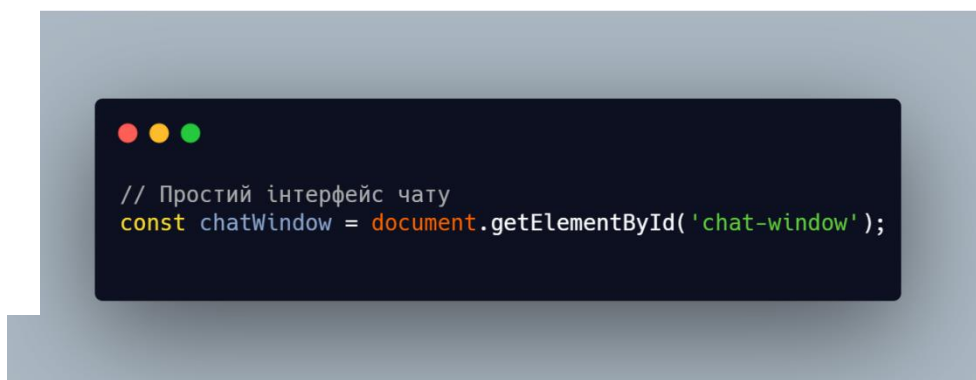 // Простий інтерфейс чату
const chatWindow = document.getElementById('chat-window');